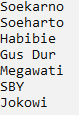 Soekarno
Soeharto
Habibie
Gus Dur
Megawati
SBY
Jokowi